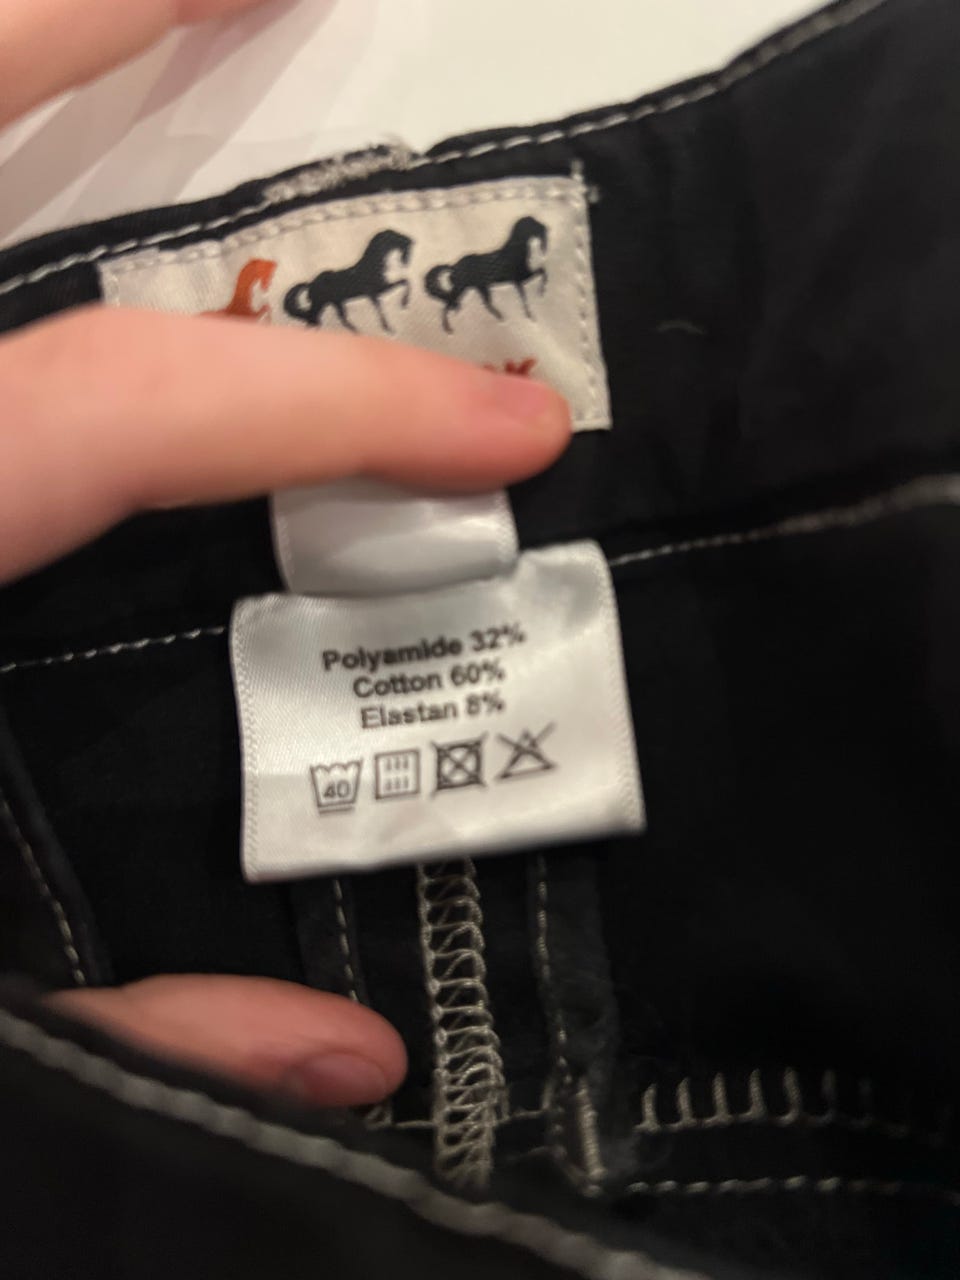 Polyamide 32%
Cotton 60%
Elastan 8%
40